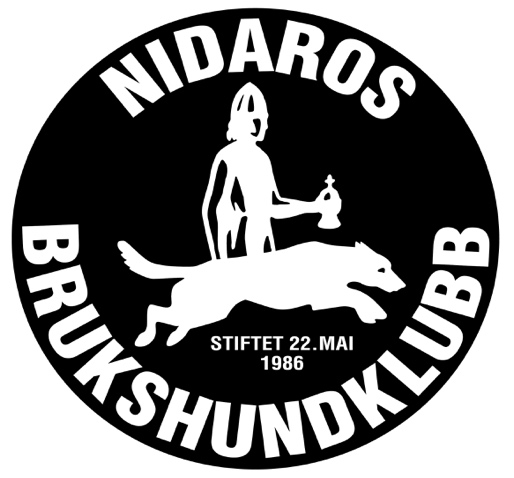 NIDAROS
STIFTET 22. MAI
1986
BRUKSHUNDKLUBB